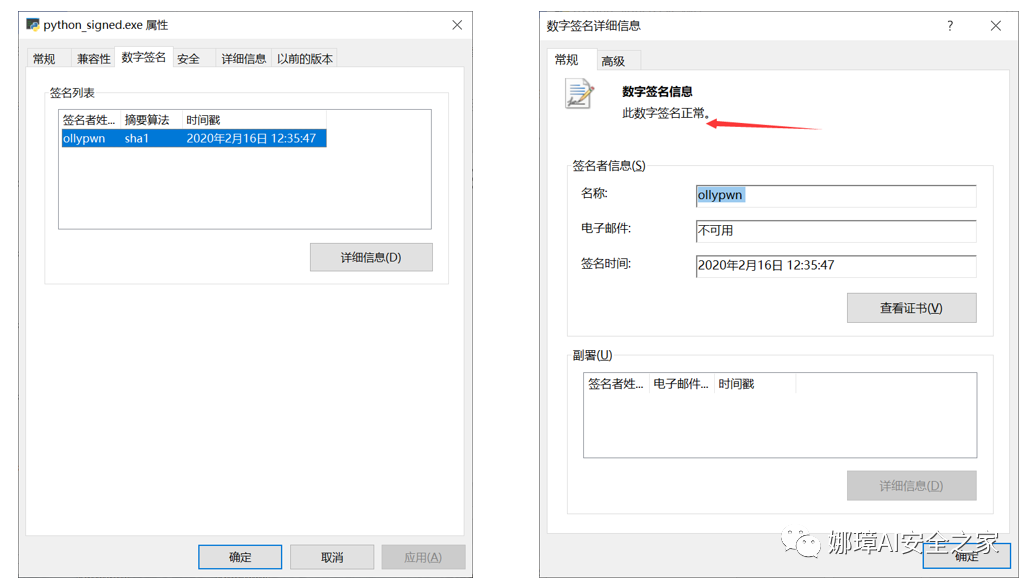 python_signed.exe 属性
常规 兼容性 数字签名 安全 详细信息 以前的版本
签名列表
签名者姓... 摘要算法 时间戳
ollypwn sha1 2020年2月16日 12:35:47
详细信息(D)
确定 取消 应用(A)
数字签名详细信息 ?
常规 高级
数字签名信息
此数字签名正常。
签名者信息(S)
名称: ollypwn
电子邮件: 不可用
签名时间: 2020年2月16日 12:35:47
查看证书(V)
副署(U)
签名者姓... 电子邮件... 时间戳
详细信息(D)
娜璋AI安全之家
确定